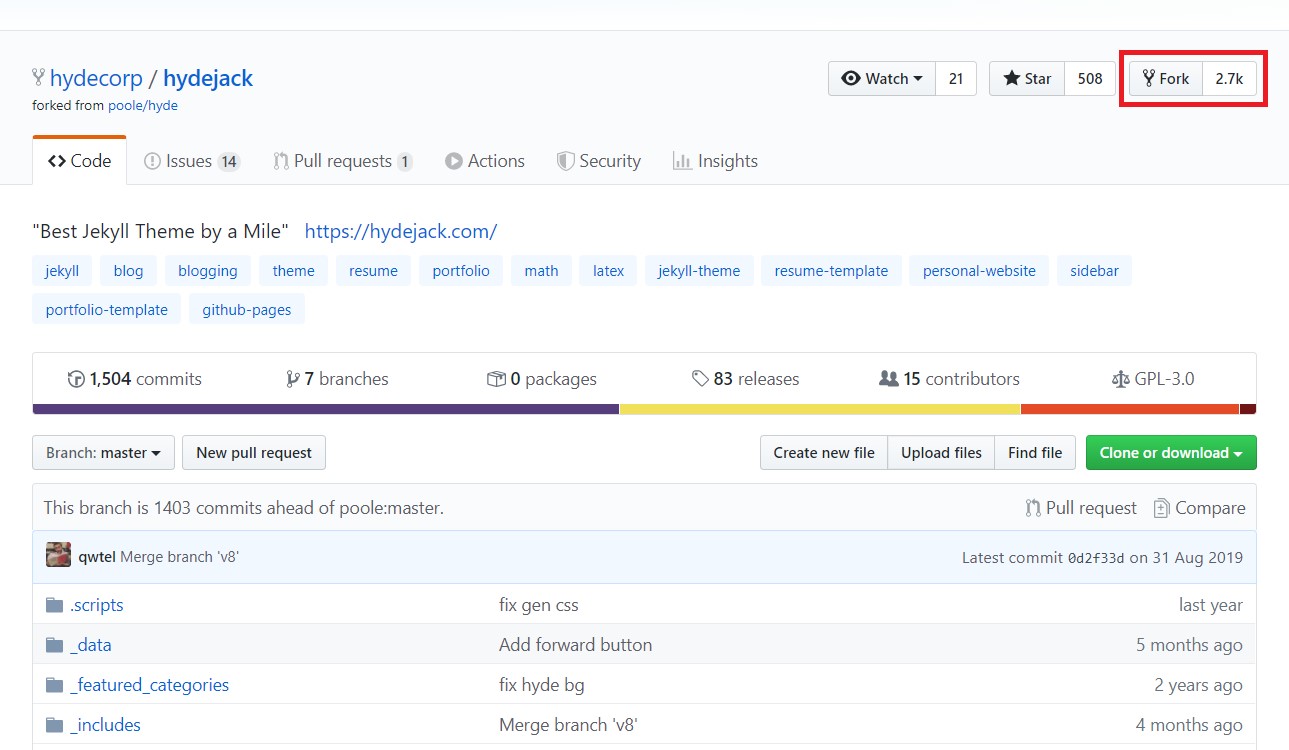 hydecorp / hydejack Watch 21 Star 508 Fork 2.7k
forked from poole/hyde
Code Issues 14 Pull requests 1 Actions Security Insights
"Best Jekyll Theme by a Mile" https://hydejack.com/
jekyll blog blogging theme resume portfolio math latex jekyll-theme resume-template personal-website sidebar
portfolio-template github-pages
1,504 commits 7 branches 0 packages 83 releases 15 contributors GPL-3.0
Branch: master New pull request Create new file Upload files Find file Clone or download
This branch is 1403 commits ahead of poole:master. Pull request Compare
qwtel Merge branch 'v8' Latest commit 0d2f33d on 31 Aug 2019
.scripts fix gen css last year
_data Add forward button 5 months ago
_featured_categories fix hyde bg 2 years ago
_includes Merge branch 'v8' 4 months ago